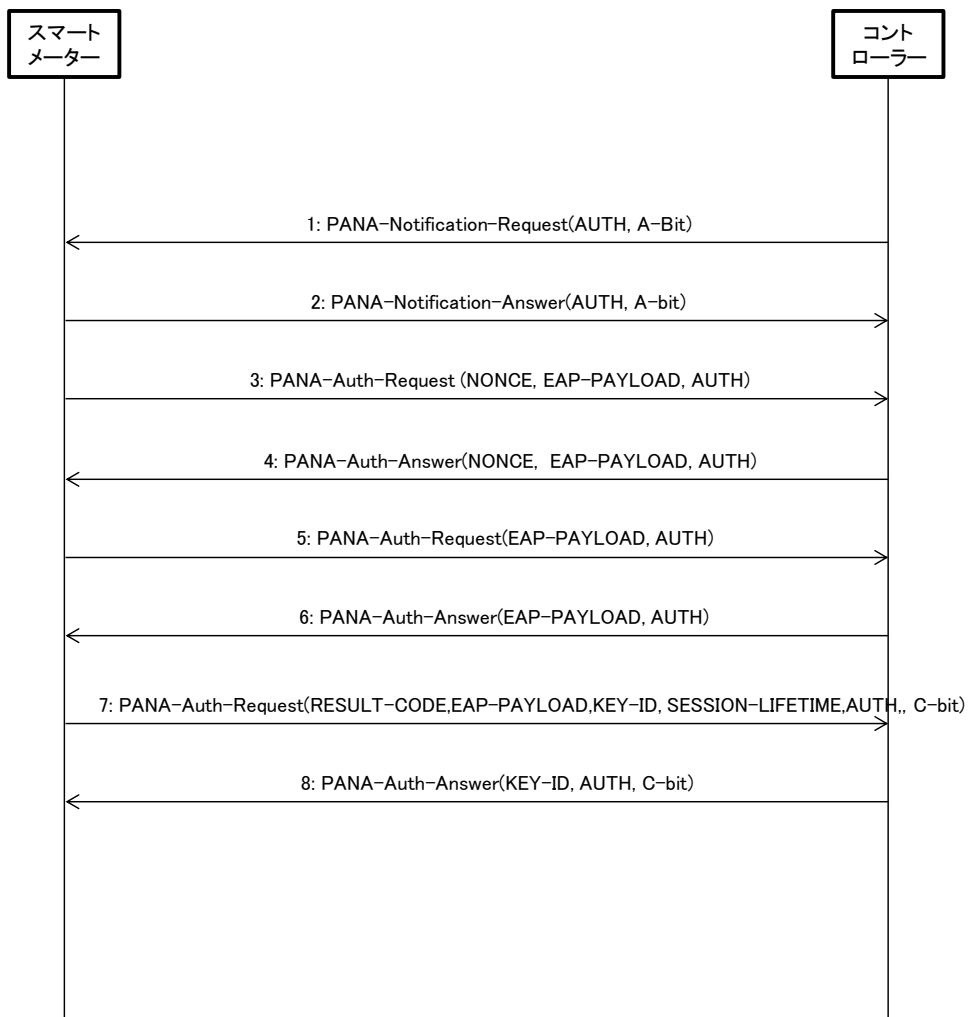 スマート
メーター
コント
ローラー
1: PANA-Notification-Request(AUTH, A-Bit)
2: PANA-Notification-Answer(AUTH, A-bit)
3: PANA-Auth-Request (NONCE, EAP-PAYLOAD, AUTH)
4: PANA-Auth-Answer(NONCE, EAP-PAYLOAD, AUTH)
5: PANA-Auth-Request(EAP-PAYLOAD, AUTH)
6: PANA-Auth-Answer(EAP-PAYLOAD, AUTH)
7: PANA-Auth-Request(RESULT-CODE,EAP-PAYLOAD,KEY-ID, SESSION-LIFETIME,AUTH,, C-bit)
8: PANA-Auth-Answer(KEY-ID, AUTH, C-bit)